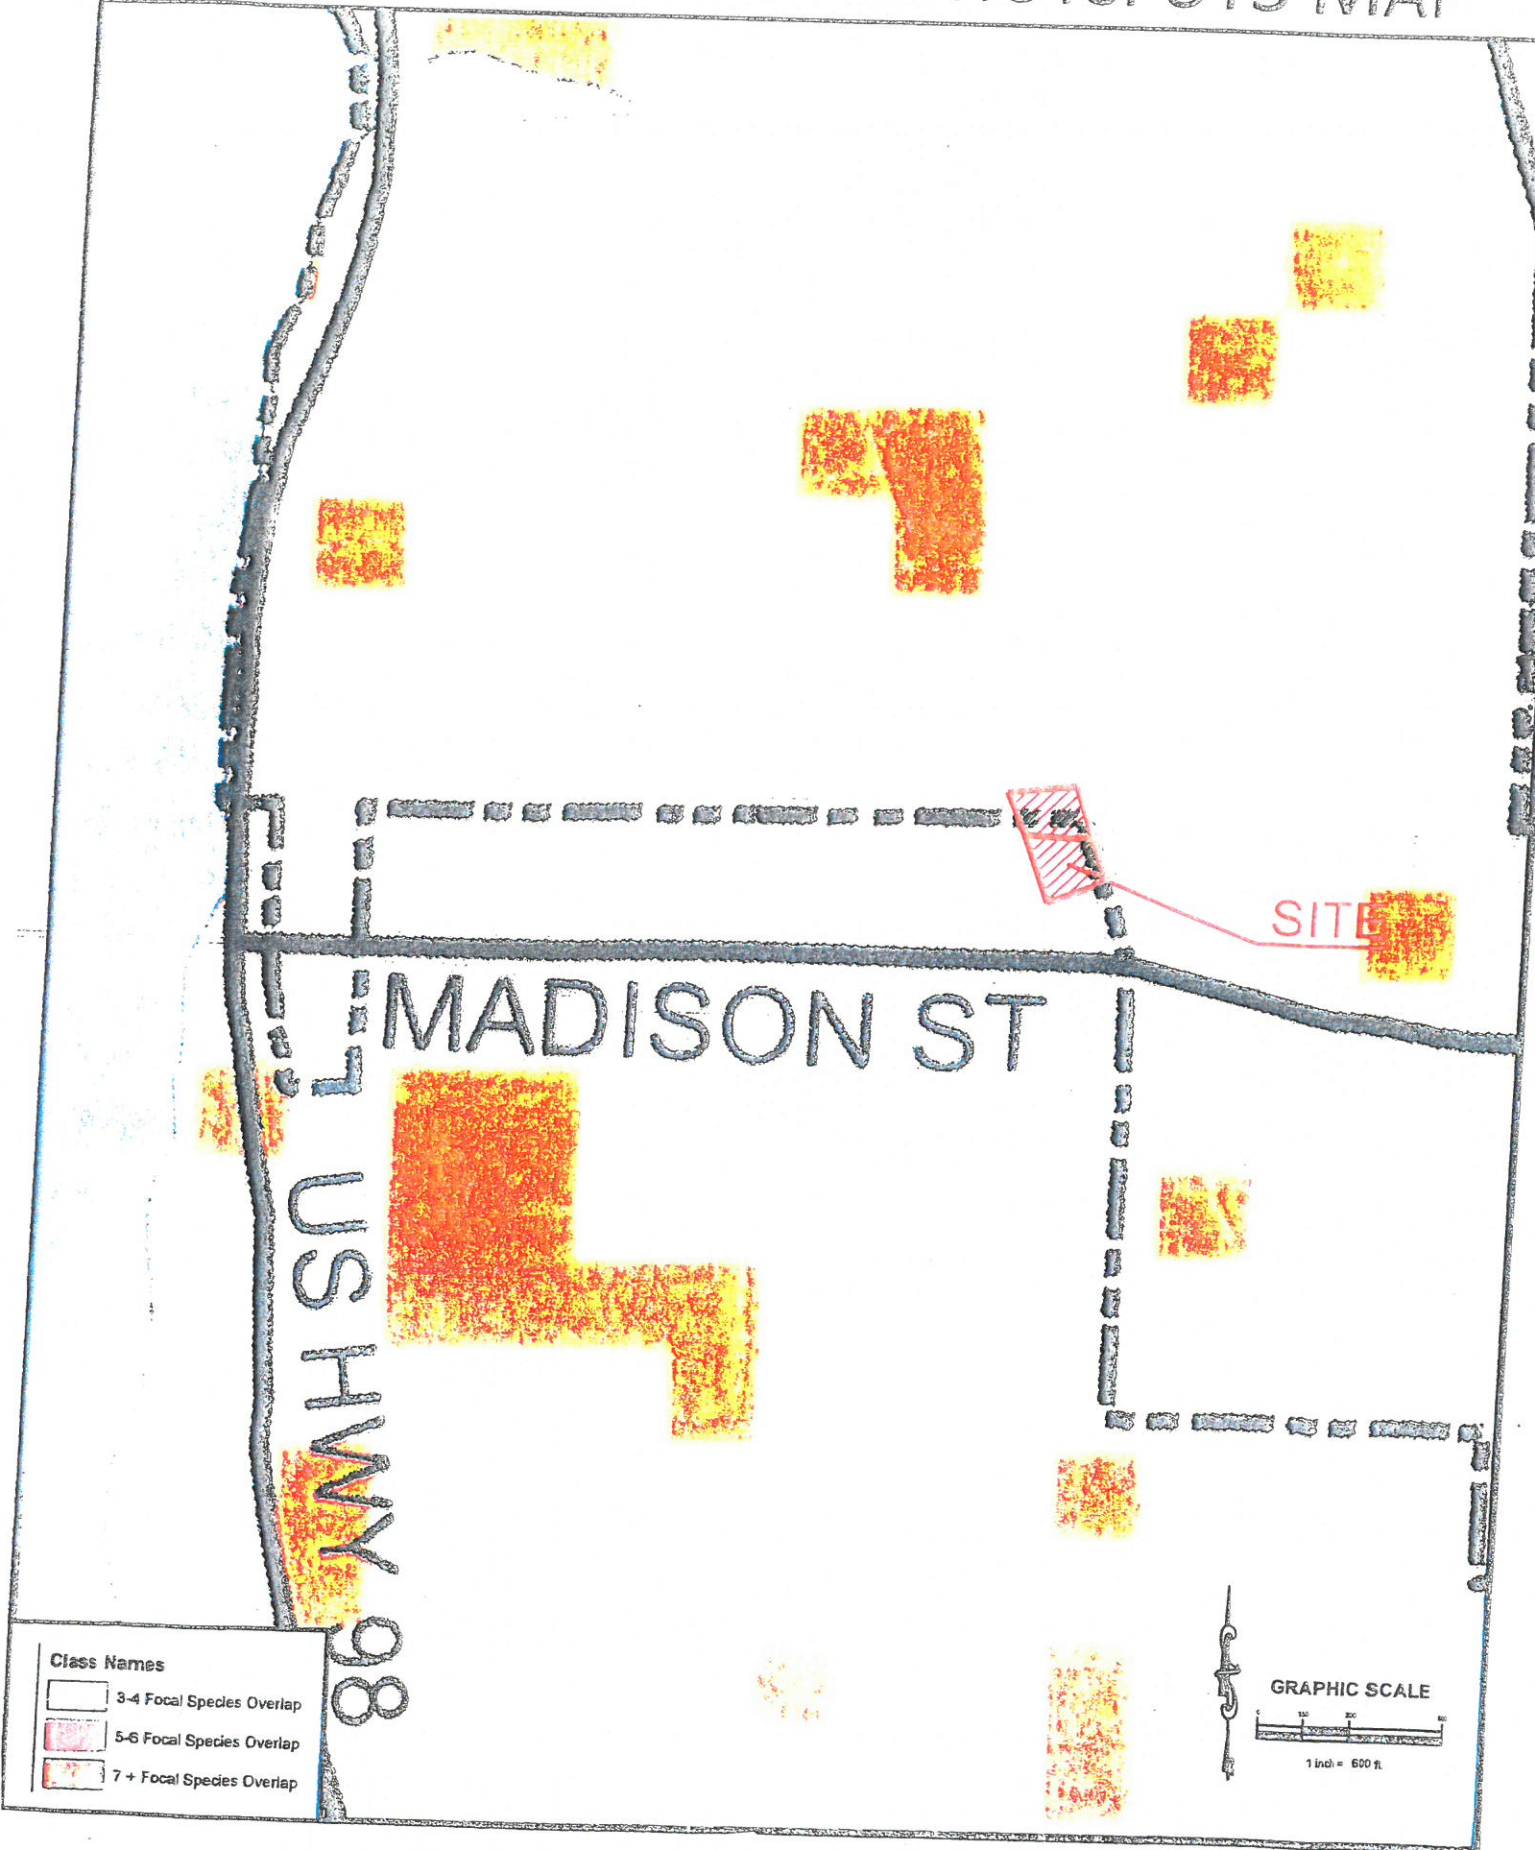 MAP
SITE
MADISON ST
US HWY 98
Class Names
3-4 Focal Species Overlap
5-6 Focal Species Overlap
7 + Focal Species Overlap
GRAPHIC SCALE
1 inch = 600 ft.